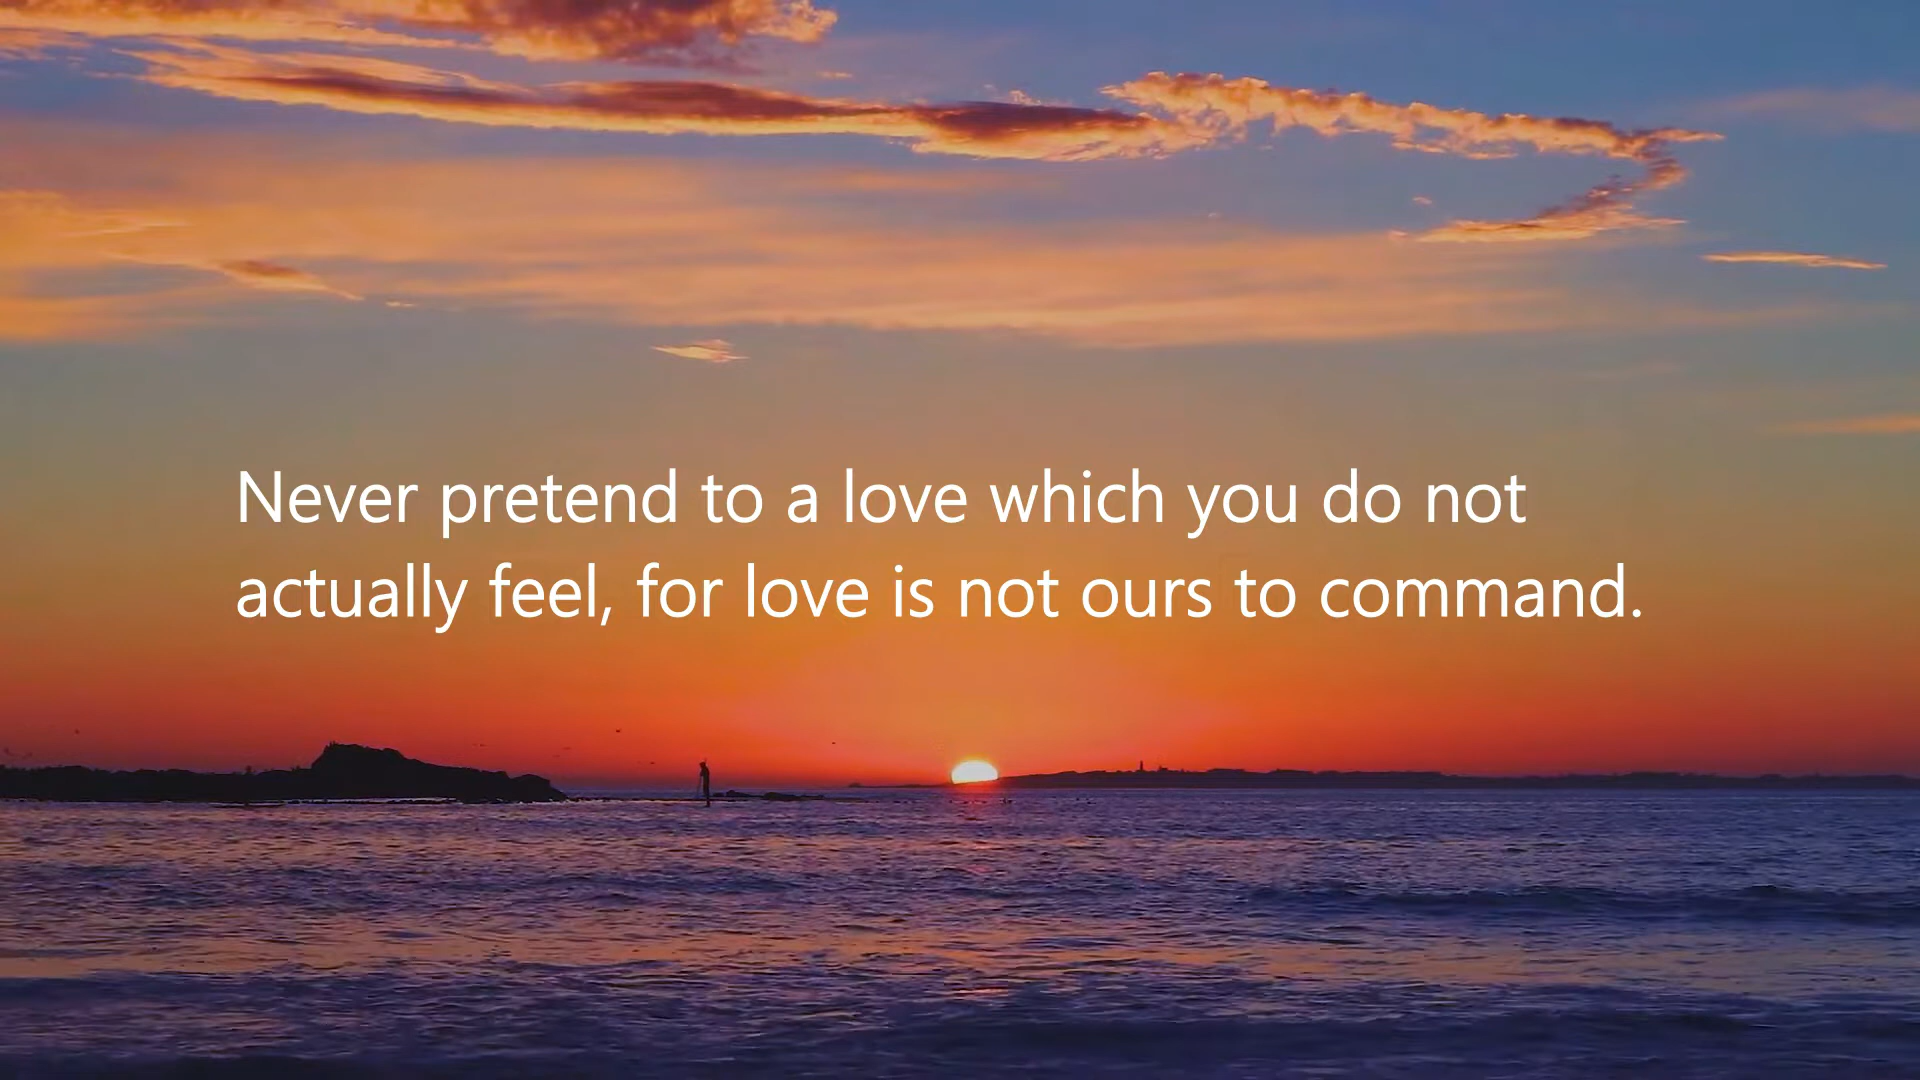 Never pretend to a love which you do not
actually feel, for love is not ours to command.